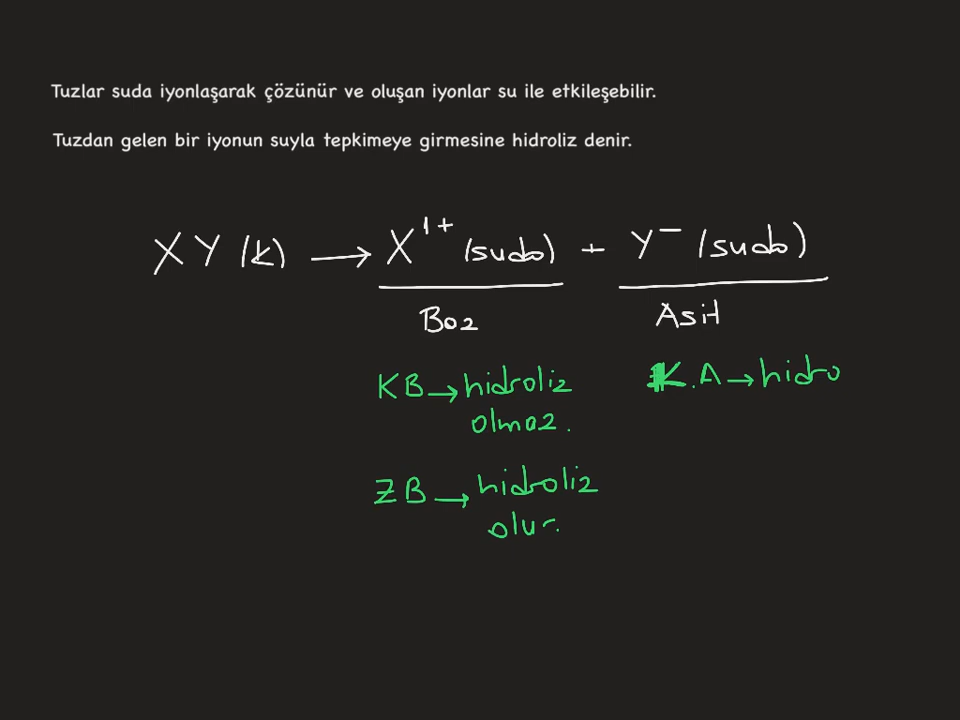 Tuzlar suda iyonlaşarak çözünür ve oluşan iyonlar su ile etkileşebilir.
Tuzdan gelen bir iyonun suyla tepkimeye girmesine hidroliz denir.
XY (k) → X¹⁺ (suda) + Y⁻ (suda)
Baz Asit
KB → hidroliz K.A → hidro
olmaz.
ZB → hidroliz
olur.